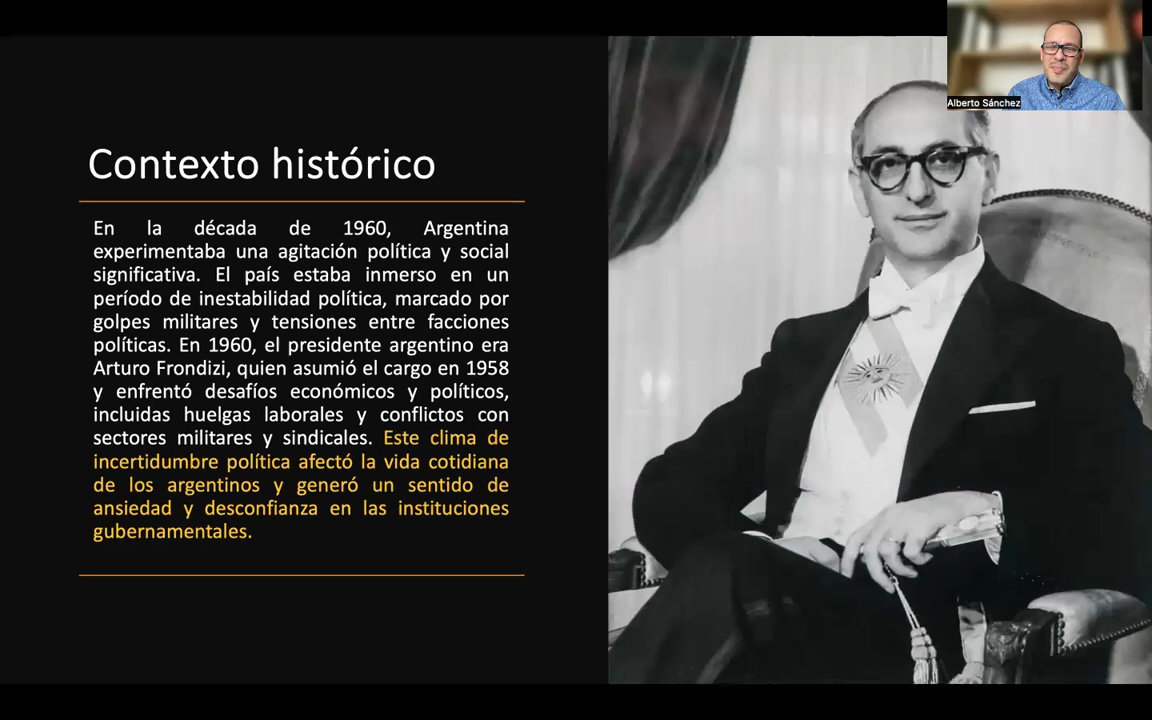 Alberto Sánchez
Contexto histórico
En la década de 1960, Argentina
experimentaba una agitación política y social
significativa. El país estaba inmerso en un
período de inestabilidad política, marcado por
golpes militares y tensiones entre facciones
políticas. En 1960, el presidente argentino era
Arturo Frondizi, quien asumió el cargo en 1958
y enfrentó desafíos económicos y políticos,
incluidas huelgas laborales y conflictos con
sectores militares y sindicales. Este clima de
incertidumbre política afectó la vida cotidiana
de los argentinos y generó un sentido de
ansiedad y desconfianza en las instituciones
gubernamentales.